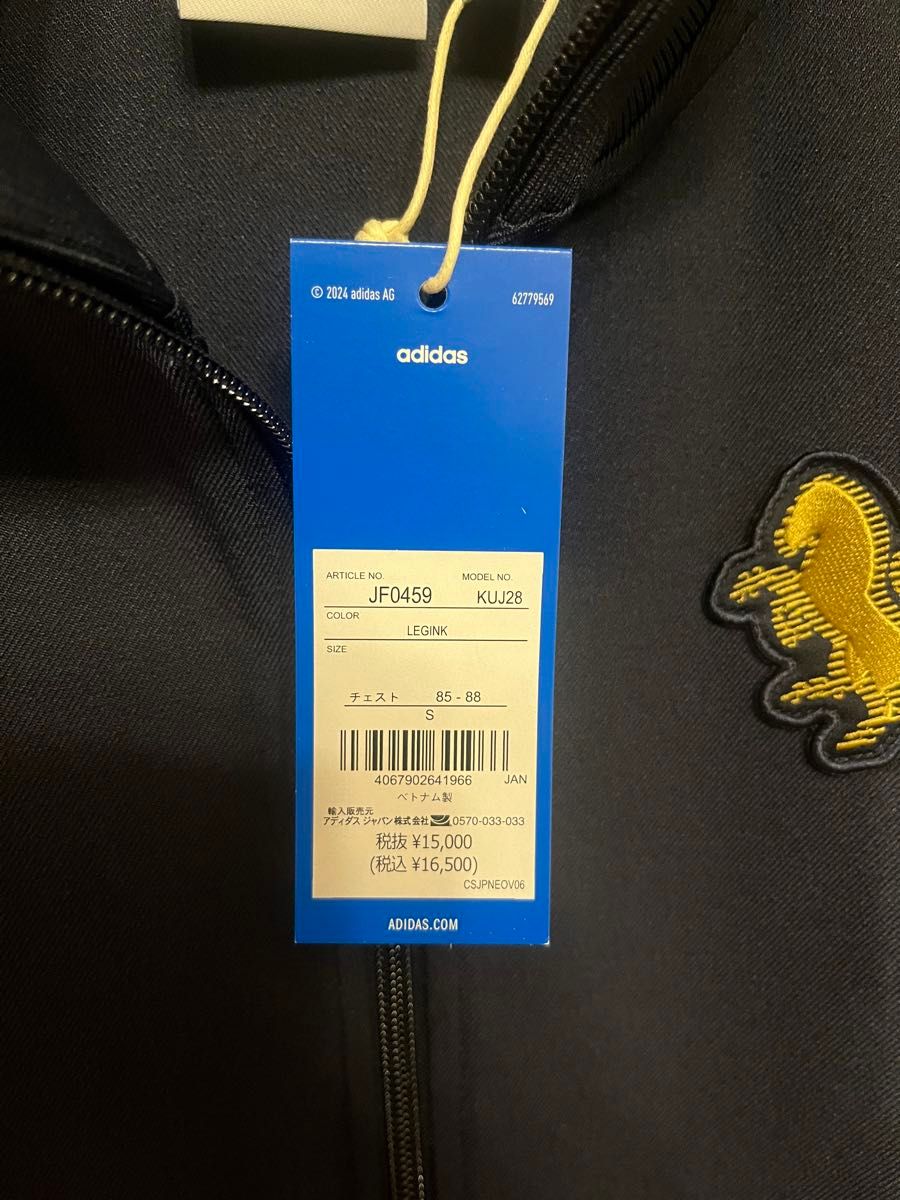 © 2024 adidas AG 62779569
adidas
ARTICLE NO. MODEL NO.
JF0459 KUJ28
COLOR
LEGINK
SIZE
チェスト 85 - 88
S
4067902641966 JAN
ベトナム製
輸入販売元
アディダス ジャパン株式会社 0570-033-033
税抜 ¥15,000
(税込 ¥16,500)
CSJPNEOV06
ADIDAS.COM